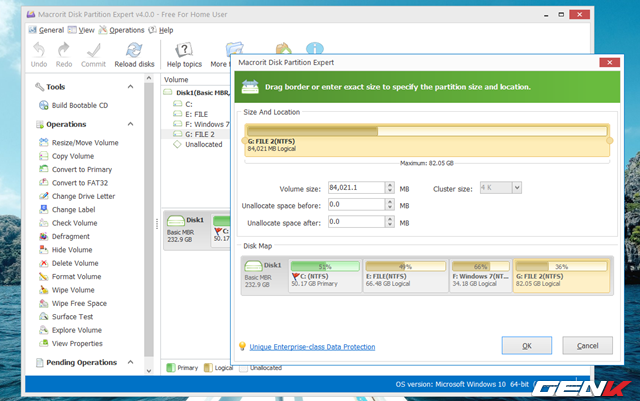 Macrorit Disk Partition Expert v4.0.0 - Free For Home User
General View Operations Help
Undo Redo Commit Reload disks Help topics
Tools
Build Bootable CD
Operations
Resize/Move Volume
Copy Volume
Convert to Primary
Convert to FAT32
Change Drive Letter
Change Label
Check Volume
Defragment
Hide Volume
Delete Volume
Format Volume
Wipe Volume
Wipe Free Space
Surface Test
Explore Volume
View Properties
Pending Operations
Volume
Disk1(Basic MBR,
C:
E: FILE
F: Windows 7
G: FILE 2
Unallocated
Disk1
Basic MBR
232.9 GB
C:
50.17
Primary Logical Unallocated
OS version: Microsoft Windows 10 64-bit
Macrorit Disk Partition Expert
Drag border or enter exact size to specify the partition size and location.
Size And Location
G: FILE 2(NTFS)
84,021 MB Logical
Maximum: 82.05 GB
Volume size: 84,021.1 MB Cluster size: 4 K
Unallocate space before: 0.0 MB
Unallocate space after: 0.0 MB
Disk Map
Disk1
Basic MBR
232.9 GB
51%
C: (NTFS)
50.17 GB Primary
49%
E: FILE(NTFS)
66.48 GB Logical
66%
F: Windows 7(NT...
34.18 GB Logical
36%
G: FILE 2(NTFS)
82.05 GB Logical
Unique Enterprise-class Data Protection
OK Cancel
GENK